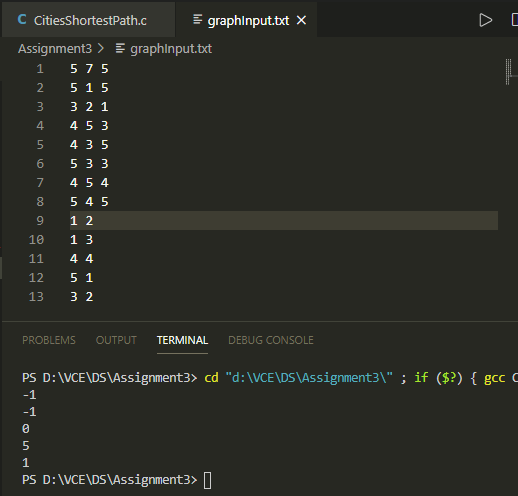 C CitiesShortestPath.c graphInput.txt
Assignment3 > graphInput.txt
1 5 7 5
2 5 1 5
3 3 2 1
4 4 5 3
5 4 3 5
6 5 3 3
7 4 5 4
8 5 4 5
9 1 2
10 1 3
11 4 4
12 5 1
13 3 2
PROBLEMS OUTPUT TERMINAL DEBUG CONSOLE
PS D:\VCE\DS\Assignment3> cd "d:\VCE\DS\Assignment3\" ; if ($?) { gcc C
-1
-1
0
5
1
PS D:\VCE\DS\Assignment3>